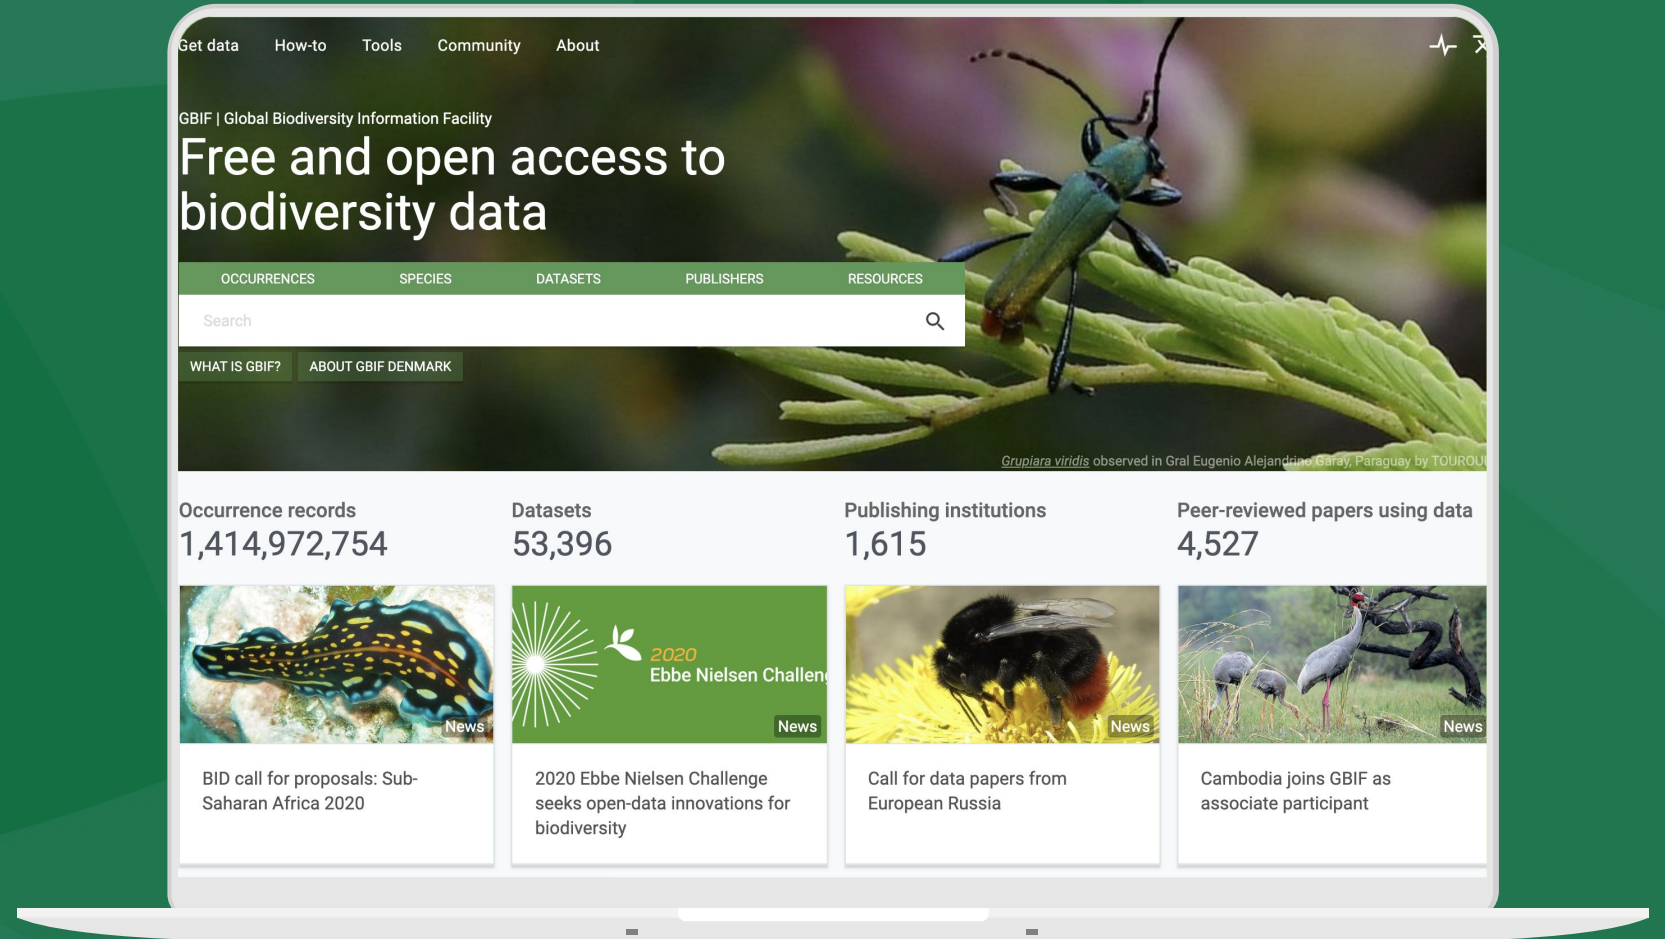 Get data How-to Tools Community About
GBIF | Global Biodiversity Information Facility
Free and open access to
biodiversity data
OCCURRENCES SPECIES DATASETS PUBLISHERS RESOURCES
Search
WHAT IS GBIF? ABOUT GBIF DENMARK
Grupiara viridis observed in Gral Eugenio Alejandrino Garay, Paraguay by TOUROU
Occurrence records
1,414,972,754
Datasets
53,396
Publishing institutions
1,615
Peer-reviewed papers using data
4,527
News
BID call for proposals: Sub-
Saharan Africa 2020
2020
Ebbe Nielsen Challen
News
2020 Ebbe Nielsen Challenge
seeks open-data innovations for
biodiversity
News
Call for data papers from
European Russia
News
Cambodia joins GBIF as
associate participant